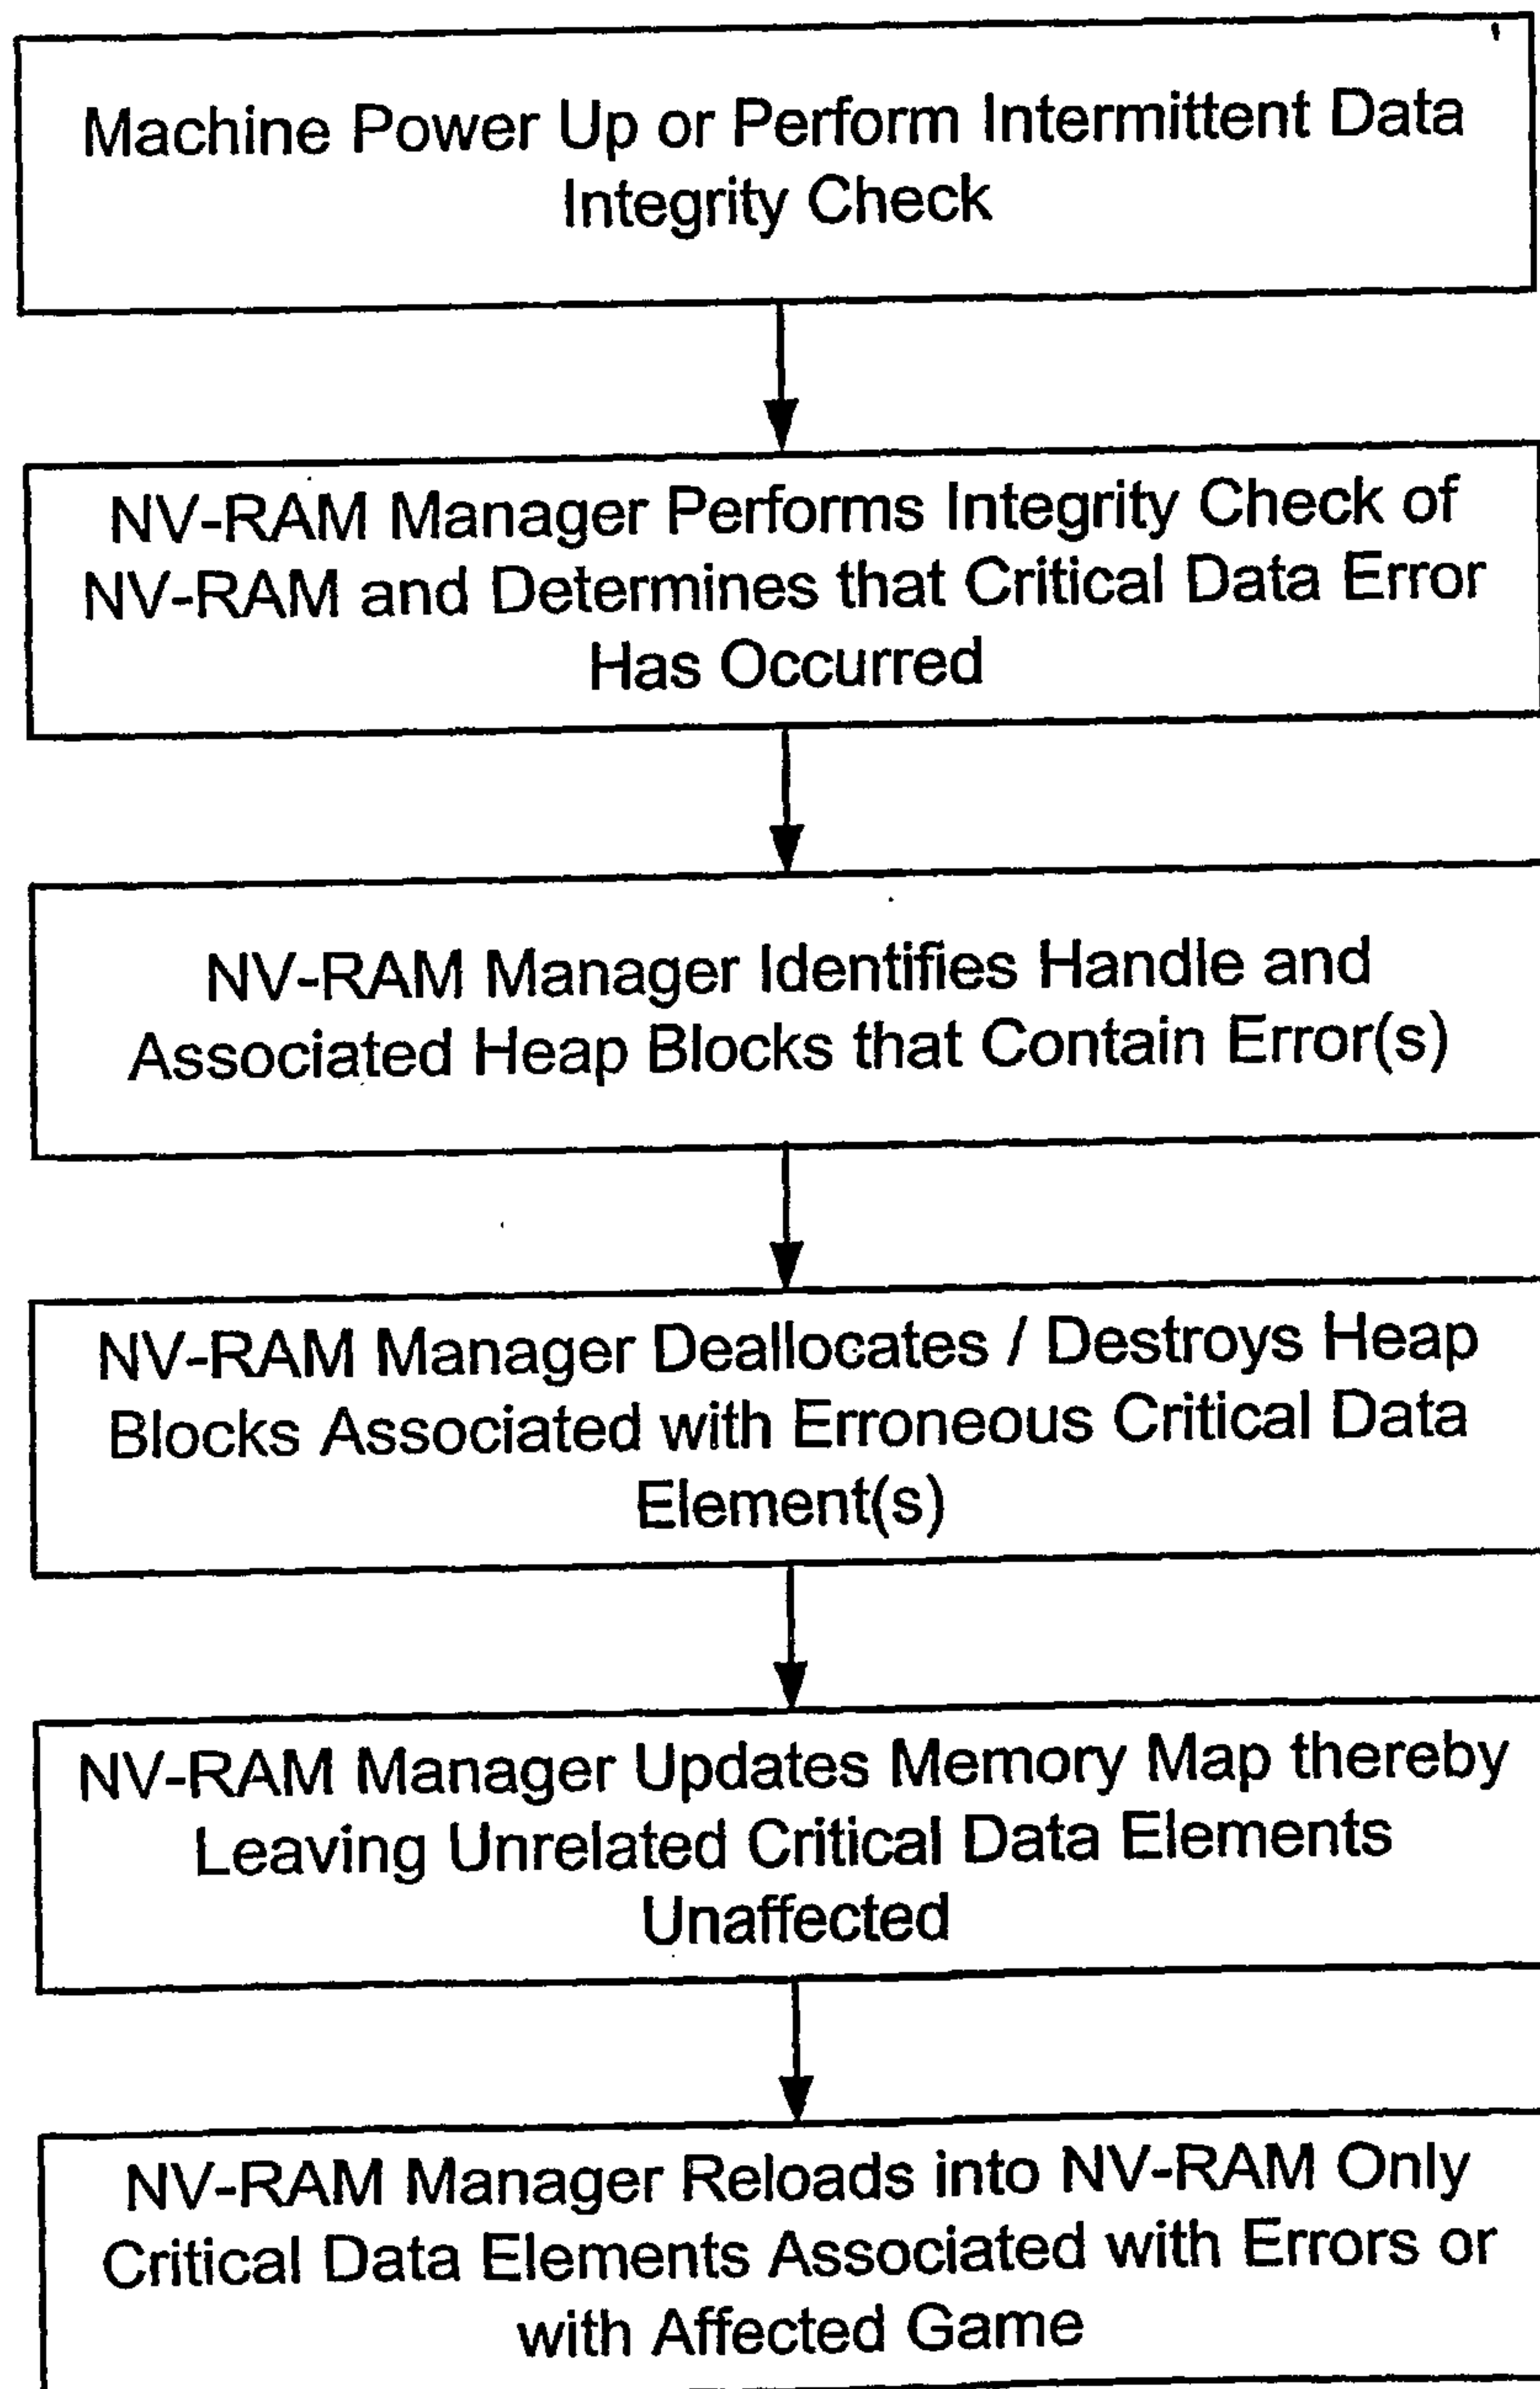 Machine Power Up or Perform Intermittent Data
Integrity Check
NV-RAM Manager Performs Integrity Check of
NV-RAM and Determines that Critical Data Error
Has Occurred
NV-RAM Manager Identifies Handle and
Associated Heap Blocks that Contain Error(s)
NV-RAM Manager Deallocates / Destroys Heap
Blocks Associated with Erroneous Critical Data
Element(s)
NV-RAM Manager Updates Memory Map thereby
Leaving Unrelated Critical Data Elements
Unaffected
NV-RAM Manager Reloads into NV-RAM Only
Critical Data Elements Associated with Errors or
with Affected Game